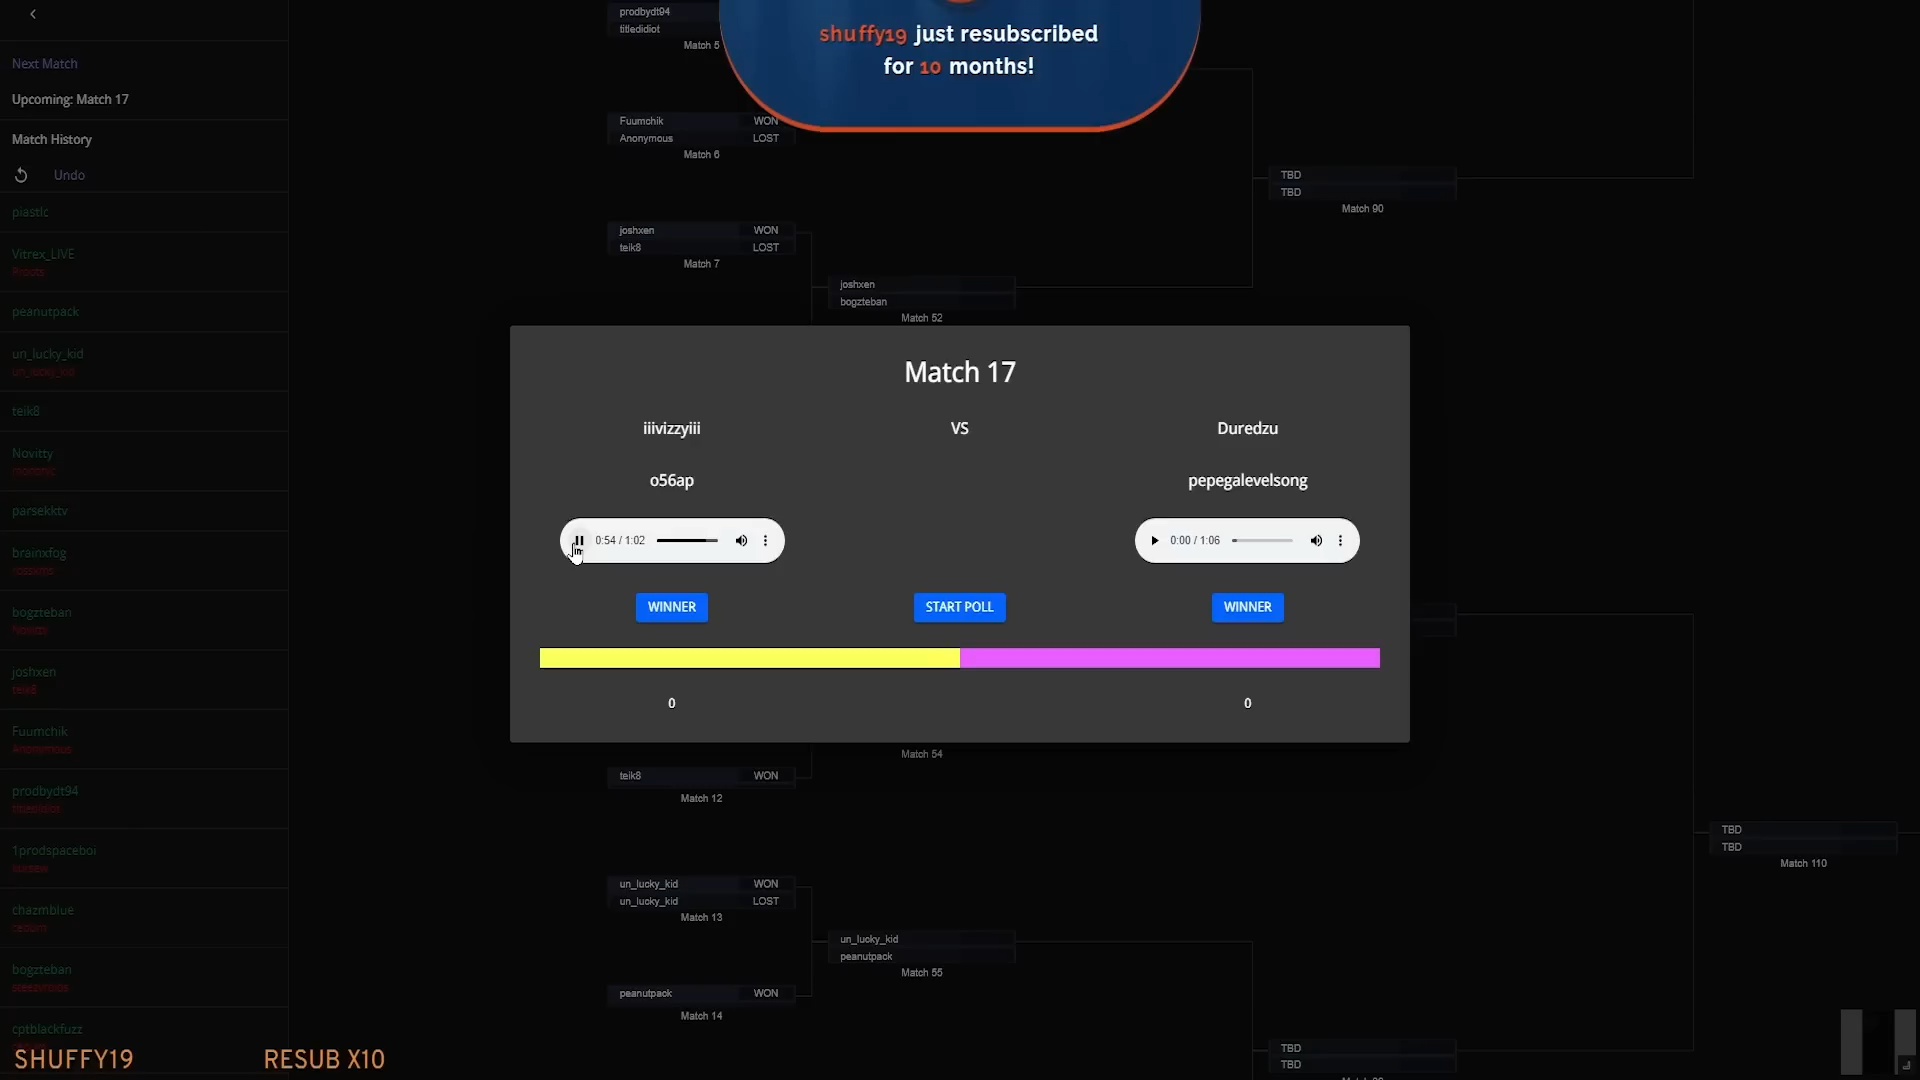 shuffy19 just resubscribed
for 10 months!
Next Match
Upcoming: Match 17
Match History
Undo
piastlc
Vitrex_LIVE
peanutpack
un_lucky_kid
un_lucky_kid
teik8
Novitty
parsekktv
brainxfog
bogzteban
joshxen
teik8
Fuumchik
Anonymous
prodbydt94
titledidiot
1prodspaceboi
chazmblue
bogzteban
cptblackfuzz
SHUFFY19 RESUB X10
prodbydt94
titledidiot
Match 5
Fuumchik WON
Anonymous LOST
Match 6
joshxen WON
teik8 LOST
Match 7
joshxen
bogzteban
Match 52
TBD
TBD
Match 90
Match 17
iiivizzyiii VS Duredzu
o56ap pepegalevelsong
0:54 / 1:02 0:00 / 1:06
WINNER START POLL WINNER
0 0
Match 54
teik8 WON
Match 12
un_lucky_kid WON
un_lucky_kid LOST
Match 13
un_lucky_kid
peanutpack
Match 55
peanutpack WON
Match 14
TBD
TBD
Match 110
TBD
TBD